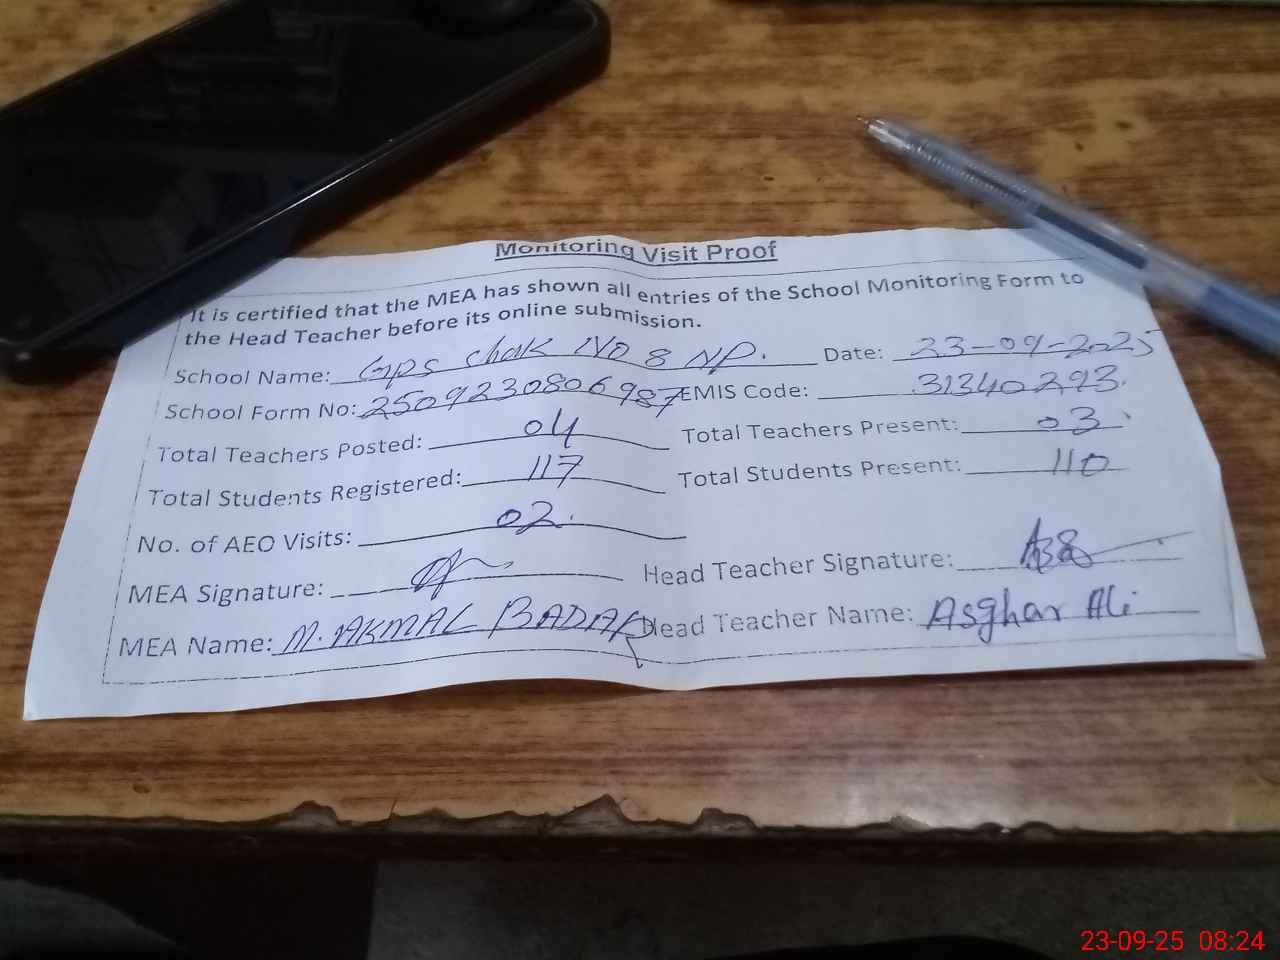 Monitoring Visit Proof
It is certified that the MEA has shown all entries of the School Monitoring Form to
the Head Teacher before its online submission.
School Name: Gps chak No 8 NP. Date: 23-09-2025
School Form No: 2509230806987 EMIS Code: 31340293.
Total Teachers Posted: 04 Total Teachers Present: 03
Total Students Registered: 117 Total Students Present: 110
No. of AEO Visits: 02.
MEA Signature: Head Teacher Signature:
MEA Name: M. AKMAL BADAR Head Teacher Name: Asghar Ali
23-09-25 08:24